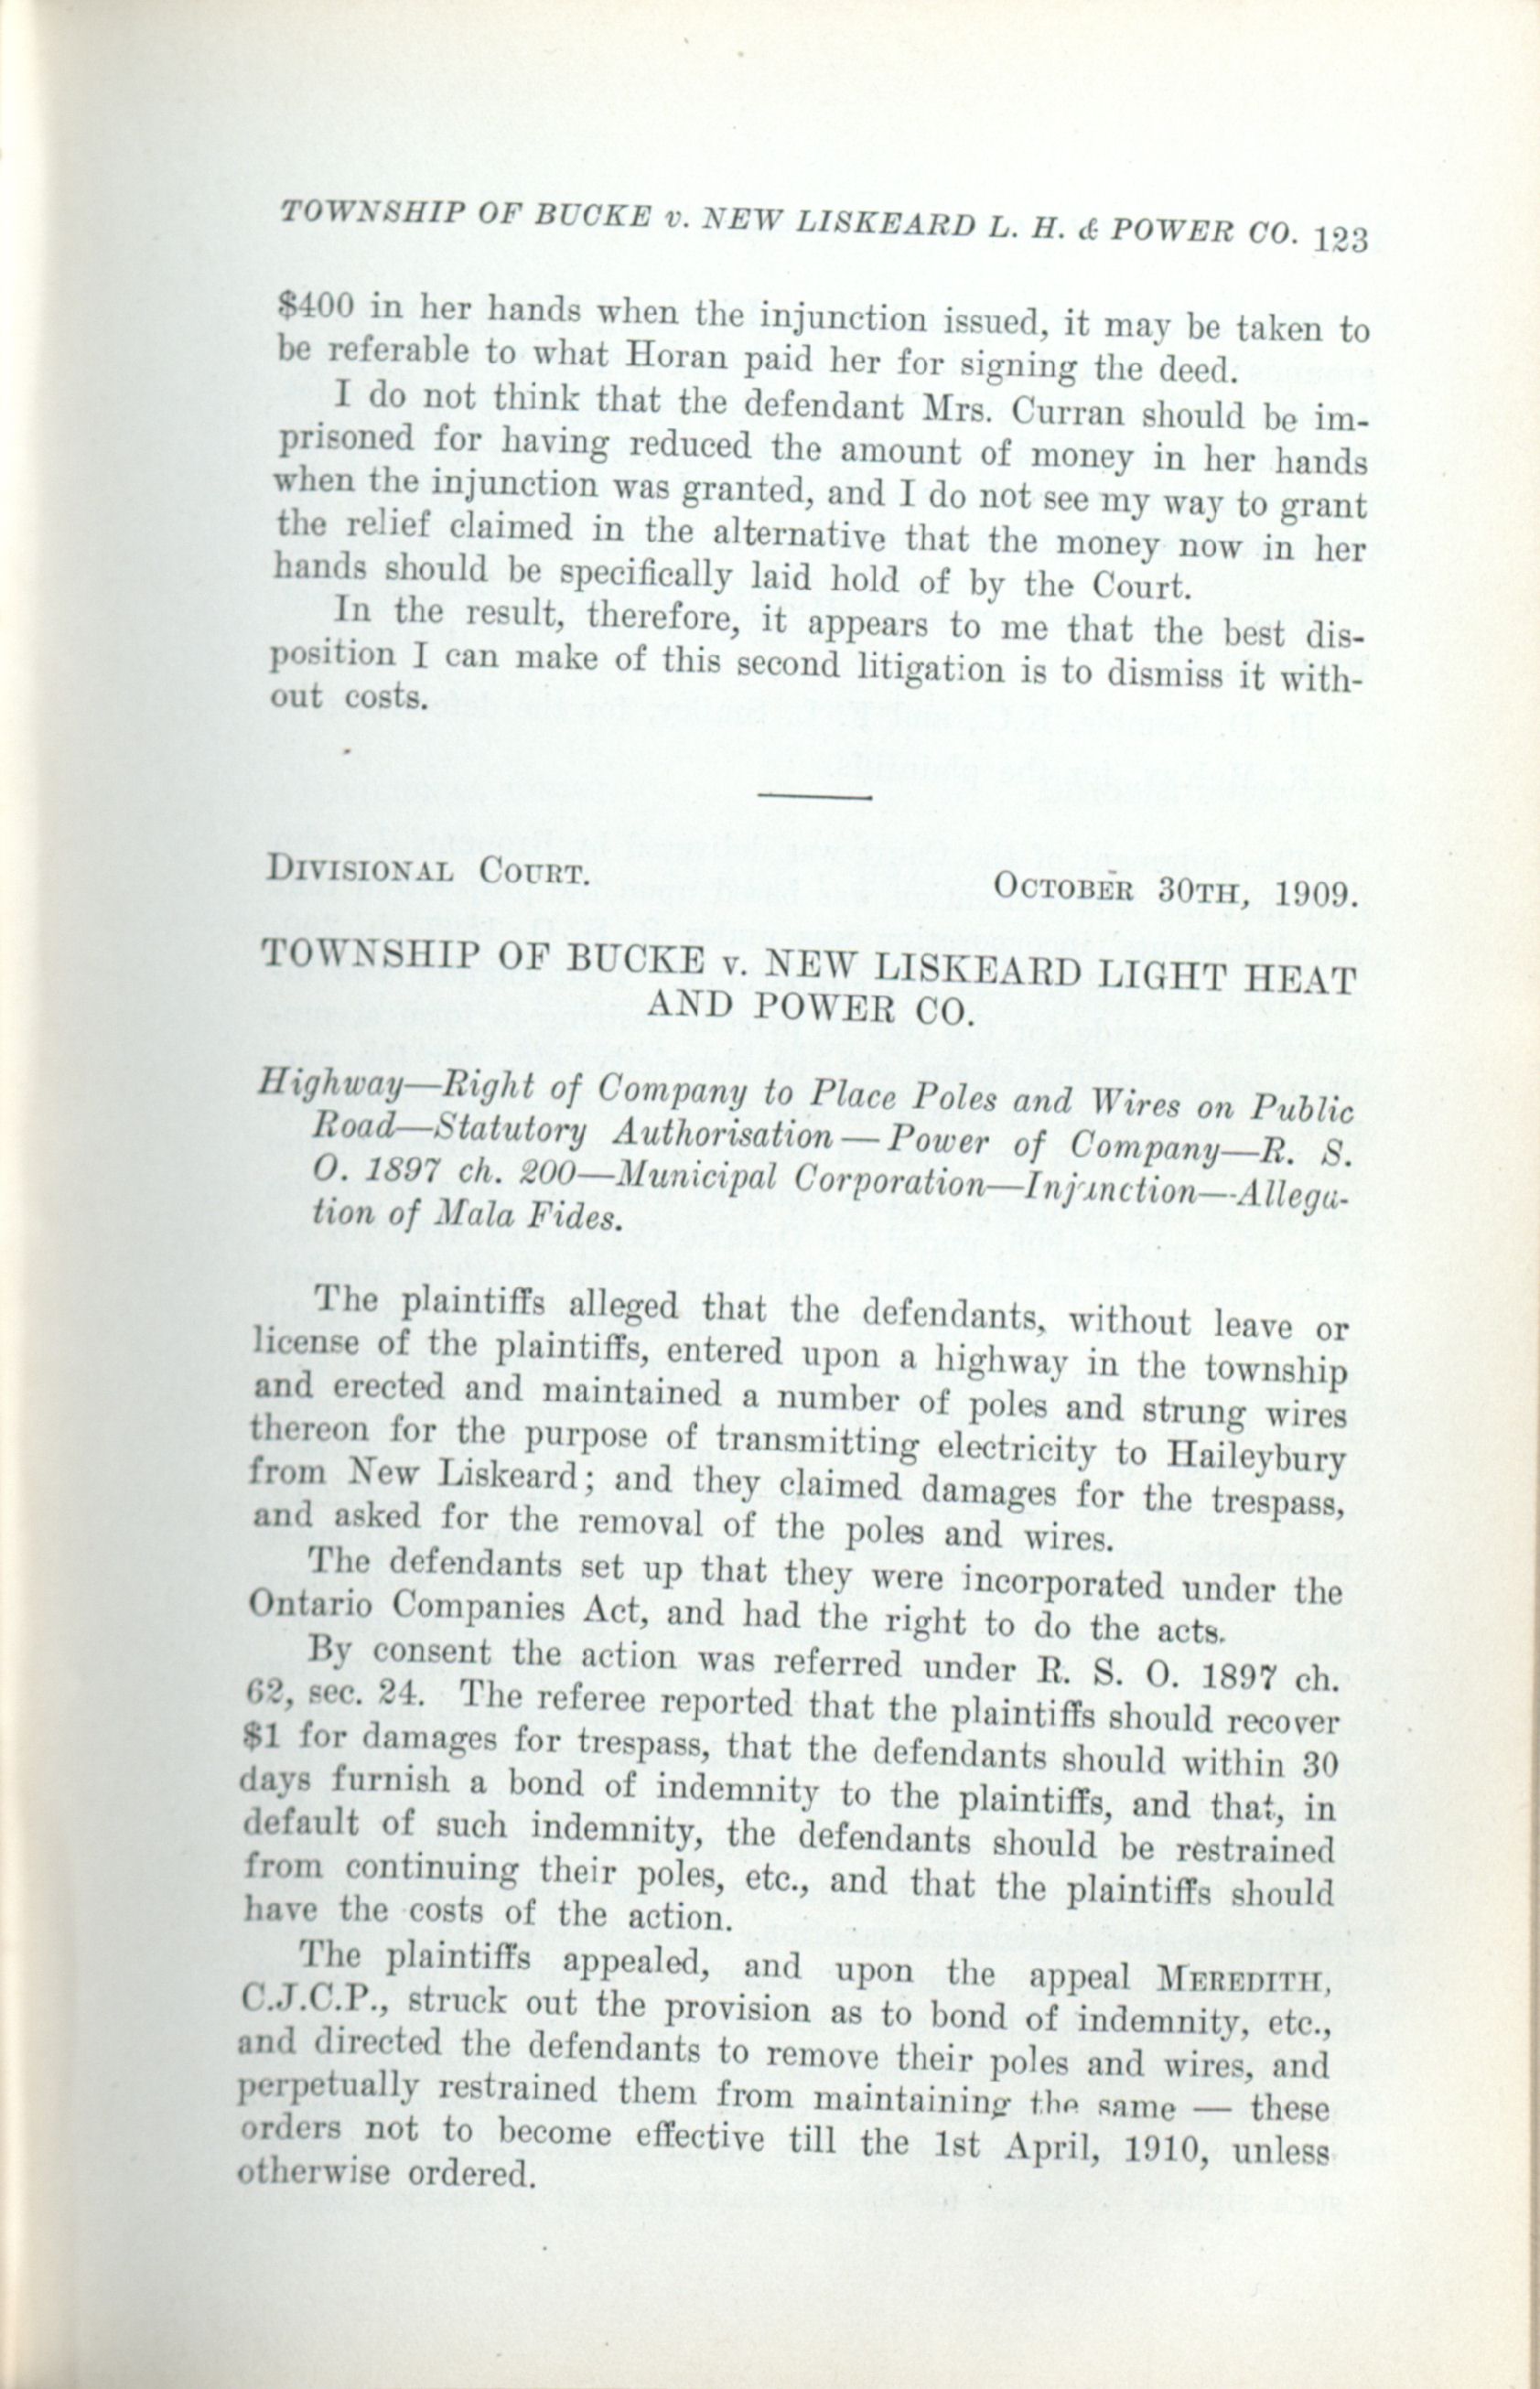 TOWNSHIP OF BUCKE v. NEW LISKEARD L. H. & POWER CO. 123
$400 in her hands when the injunction issued, it may be taken to
be referable to what Horan paid her for signing the deed.
I do not think that the defendant Mrs. Curran should be im-
prisoned for having reduced the amount of money in her hands
when the injunction was granted, and I do not see my way to grant
the relief claimed in the alternative that the money now in her
hands should be specifically laid hold of by the Court.
In the result, therefore, it appears to me that the best dis-
position I can make of this second litigation is to dismiss it with-
out costs.
DIVISIONAL COURT. OCTOBER 30TH, 1909.
TOWNSHIP OF BUCKE v. NEW LISKEARD LIGHT HEAT
AND POWER CO.
Highway—Right of Company to Place Poles and Wires on Public
Road—Statutory Authorisation—Power of Company—R. S.
O. 1897 ch. 200—Municipal Corporation—Injunction—Allega-
tion of Mala Fides.
The plaintiffs alleged that the defendants, without leave or
license of the plaintiffs, entered upon a highway in the township
and erected and maintained a number of poles and strung wires
thereon for the purpose of transmitting electricity to Haileybury
from New Liskeard; and they claimed damages for the trespass,
and asked for the removal of the poles and wires.
The defendants set up that they were incorporated under the
Ontario Companies Act, and had the right to do the acts.
By consent the action was referred under R. S. O. 1897 ch.
62, sec. 24. The referee reported that the plaintiffs should recover
$1 for damages for trespass, that the defendants should within 30
days furnish a bond of indemnity to the plaintiffs, and that, in
default of such indemnity, the defendants should be restrained
from continuing their poles, etc., and that the plaintiffs should
have the costs of the action.
The plaintiffs appealed, and upon the appeal MEREDITH,
C.J.C.P., struck out the provision as to bond of indemnity, etc.,
and directed the defendants to remove their poles and wires, and
perpetually restrained them from maintaining the same — these
orders not to become effective till the 1st April, 1910, unless
otherwise ordered.